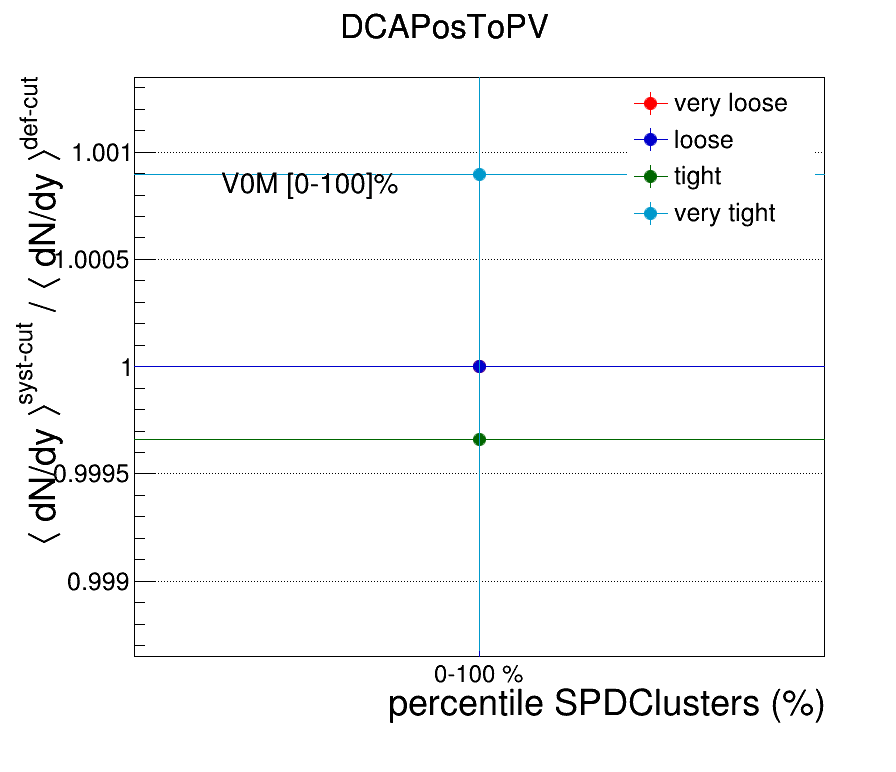 DCAPosToPV
⟨ dN/dy ⟩^syst-cut / ⟨ dN/dy ⟩^def-cut
1.001
1.0005
1
0.9995
0.999
V0M [0-100]%
very loose
loose
tight
very tight
0-100 %
percentile SPDClusters (%)